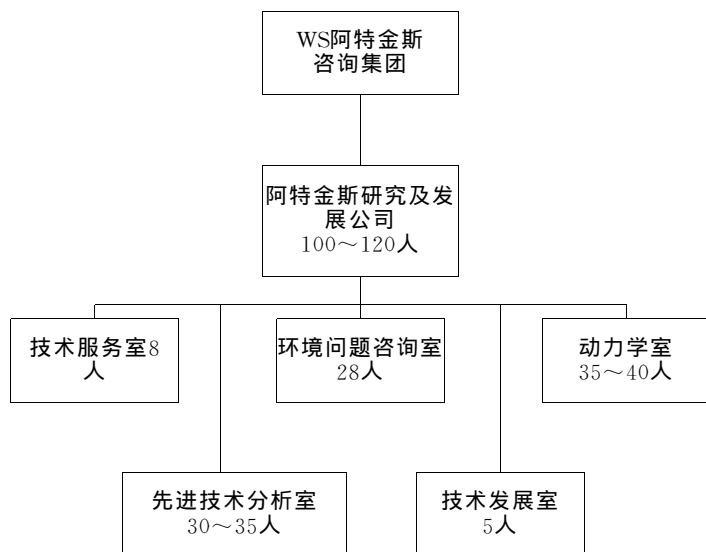 WS阿特金斯
咨询集团
阿特金斯研究及发
展公司
100～120人
技术服务室8
人
环境问题咨询室
28人
动力学室
35～40人
先进技术分析室
30～35人
技术发展室
5人